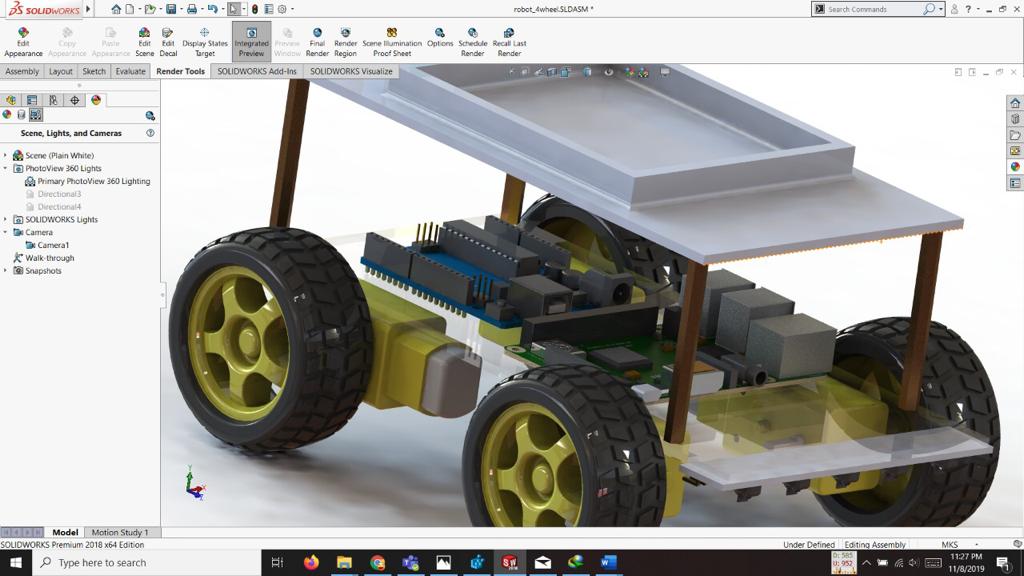 SOLIDWORKS
robot_4wheel.SLDASM *
Search Commands
Edit Appearance
Copy Appearance
Paste Appearance
Edit Scene
Edit Decal
Display States Target
Integrated Preview
Preview Window
Final Render
Render Region
Scene Illumination Proof Sheet
Options
Schedule Render
Recall Last Render
Assembly Layout Sketch Evaluate Render Tools SOLIDWORKS Add-Ins SOLIDWORKS Visualize
Scene, Lights, and Cameras
Scene (Plain White)
PhotoView 360 Lights
Primary PhotoView 360 Lighting
Directional3
Directional4
SOLIDWORKS Lights
Camera
Camera1
Walk-through
Snapshots
Model Motion Study 1
SOLIDWORKS Premium 2018 x64 Edition
Under Defined Editing Assembly MKS
Type here to search
D: 585
U: 952
11:27 PM
11/8/2019